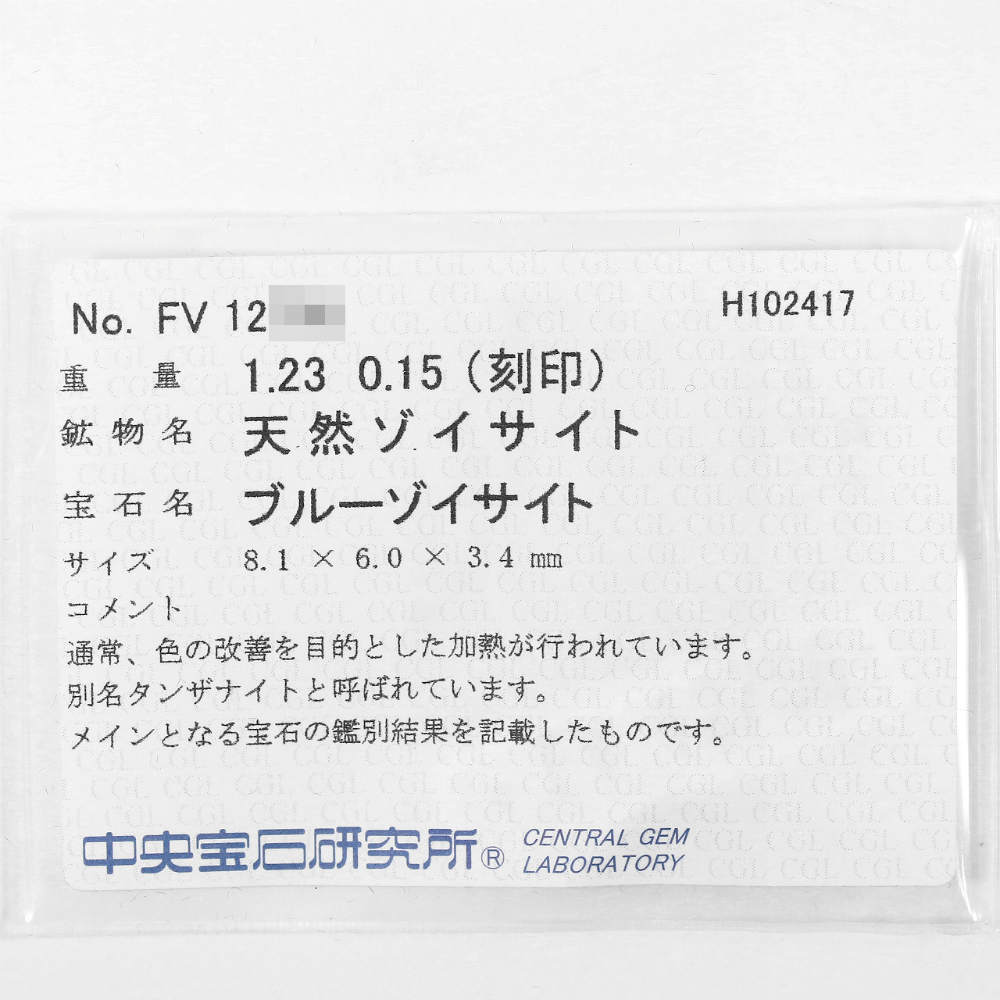 No. FV 12
H102417
重 量 1.23 0.15 (刻印)
鉱物名 天然ゾイサイト
宝石名 ブルーゾイサイト
サイズ 8.1 × 6.0 × 3.4 mm
コメント
通常、色の改善を目的とした加熱が行われています。
別名タンザナイトと呼ばれています。
メインとなる宝石の鑑別結果を記載したものです。
中央宝石研究所® CENTRAL GEM
LABORATORY